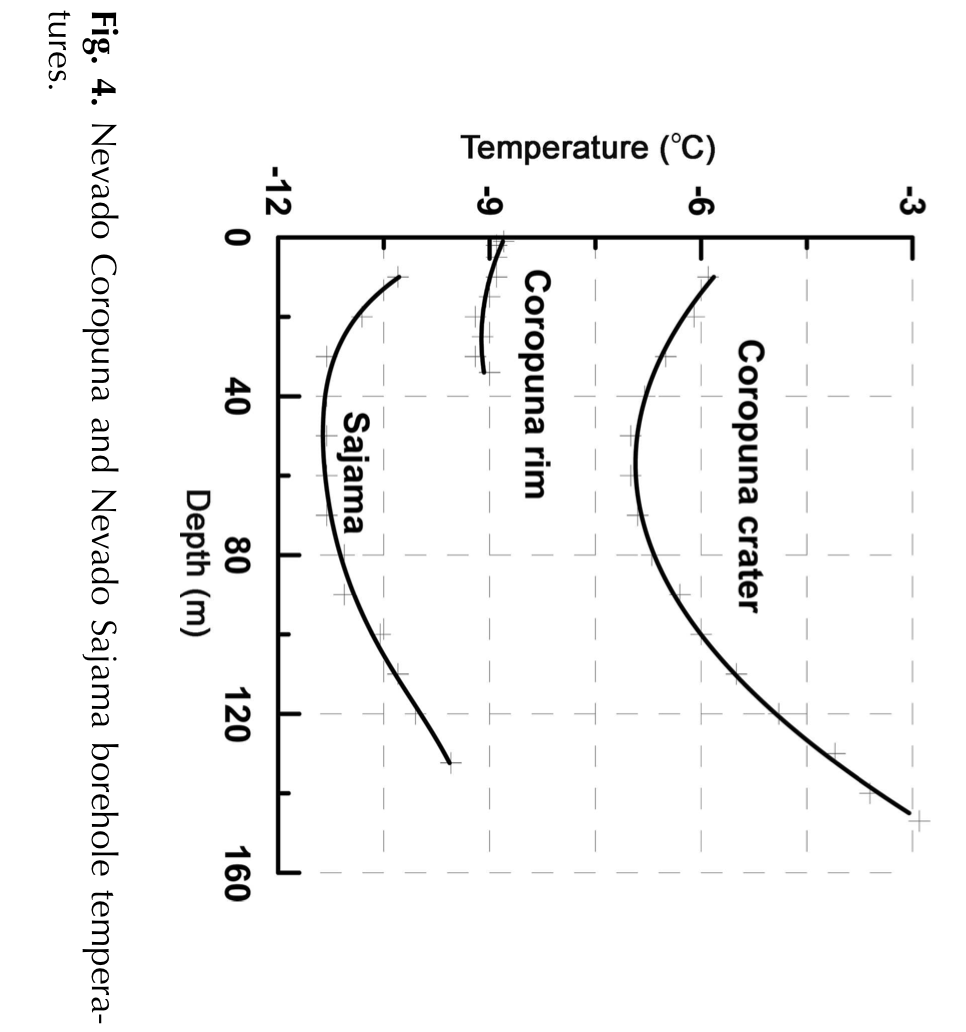 Temperature (°C)
-3
-6
-9
-12
0
40
80
120
160
Depth (m)
Coropuna crater
Coropuna rim
Sajama
Fig. 4. Nevado Coropuna and Nevado Sajama borehole tempera-
tures.